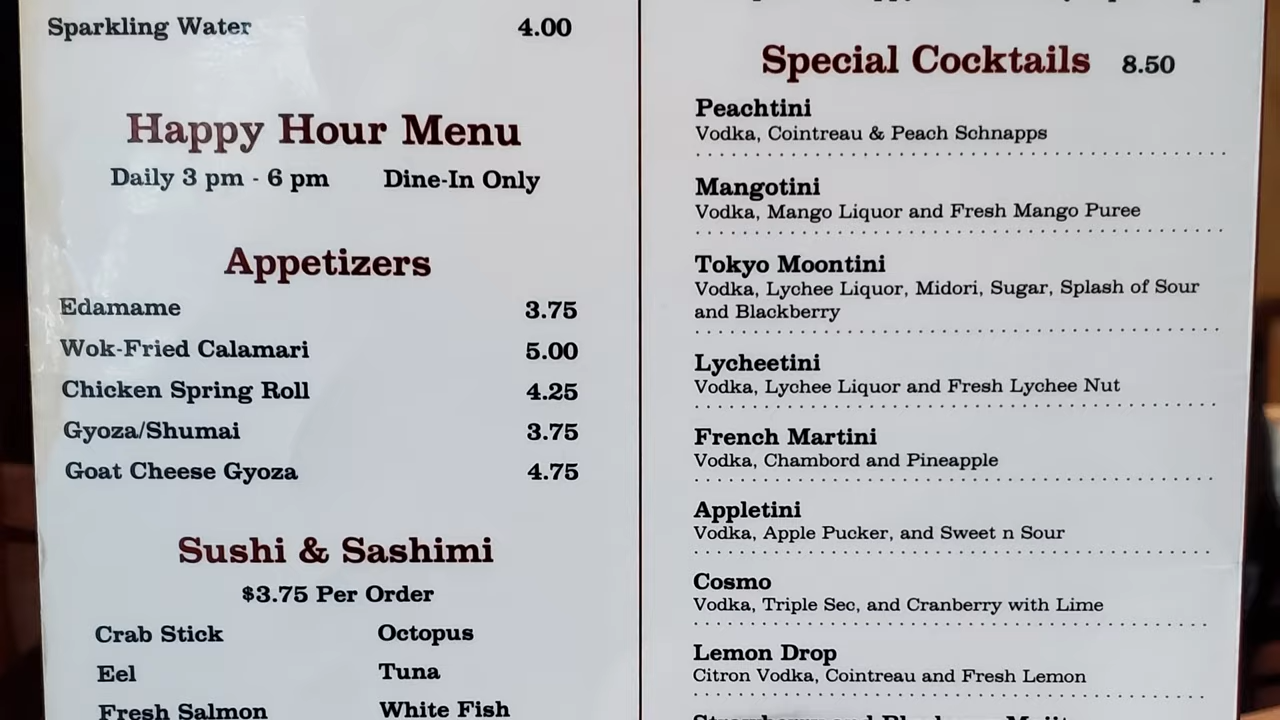 Sparkling Water 4.00
Happy Hour Menu
Daily 3 pm - 6 pm Dine-In Only
Appetizers
Edamame 3.75
Wok-Fried Calamari 5.00
Chicken Spring Roll 4.25
Gyoza/Shumai 3.75
Goat Cheese Gyoza 4.75
Sushi & Sashimi
$3.75 Per Order
Crab Stick Octopus
Eel Tuna
Fresh Salmon White Fish
Special Cocktails 8.50
Peachtini
Vodka, Cointreau & Peach Schnapps
Mangotini
Vodka, Mango Liquor and Fresh Mango Puree
Tokyo Moontini
Vodka, Lychee Liquor, Midori, Sugar, Splash of Sour
and Blackberry
Lycheetini
Vodka, Lychee Liquor and Fresh Lychee Nut
French Martini
Vodka, Chambord and Pineapple
Appletini
Vodka, Apple Pucker, and Sweet n Sour
Cosmo
Vodka, Triple Sec, and Cranberry with Lime
Lemon Drop
Citron Vodka, Cointreau and Fresh Lemon